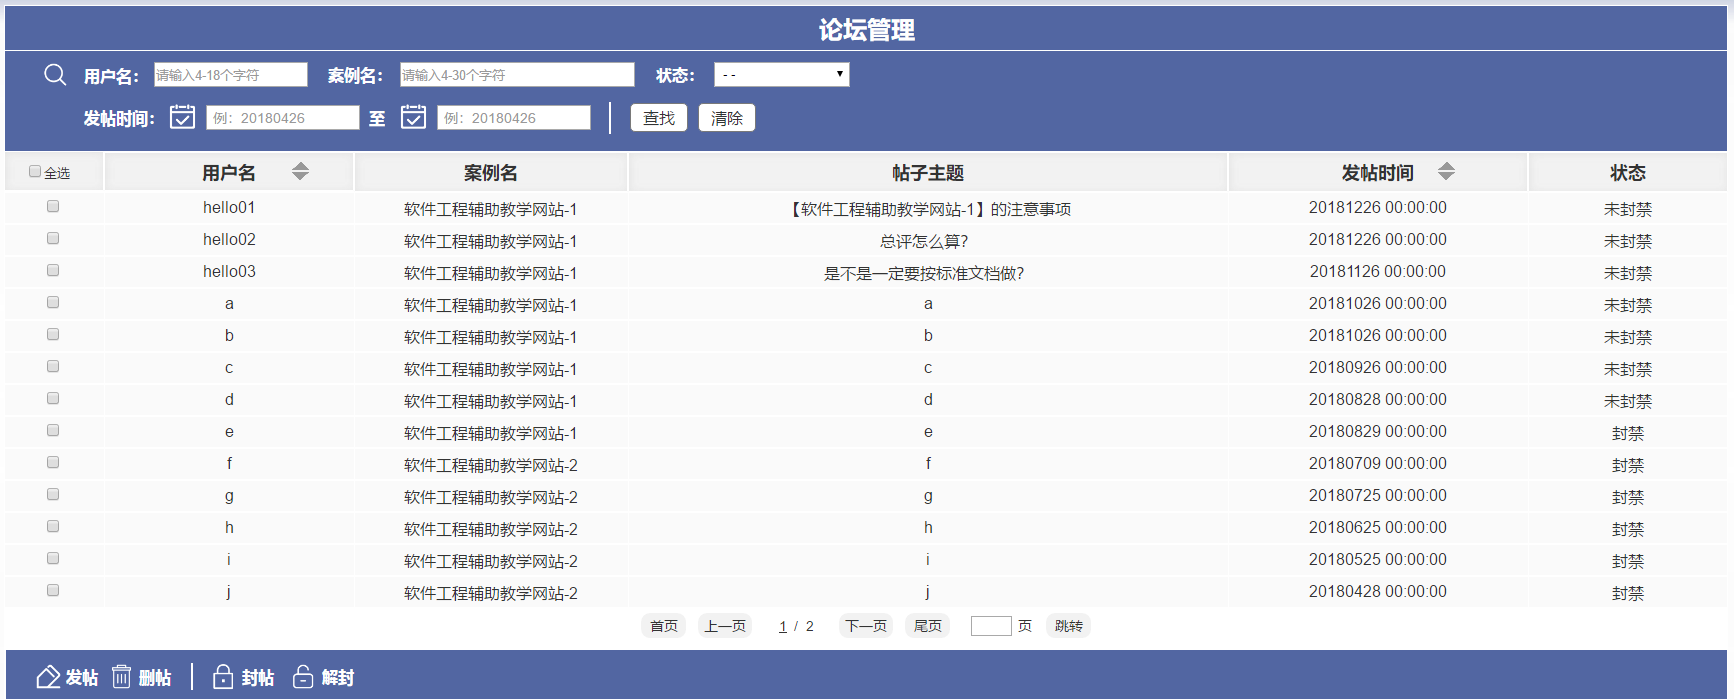 论坛管理
用户名： 请输入4-18个字符 案例名： 请输入4-30个字符 状态： - -
发帖时间： 例：20180426 至 例：20180426 查找 清除
全选 用户名 案例名 帖子主题 发帖时间 状态
hello01 软件工程辅助教学网站-1 【软件工程辅助教学网站-1】的注意事项 20181226 00:00:00 未封禁
hello02 软件工程辅助教学网站-1 总评怎么算? 20181226 00:00:00 未封禁
hello03 软件工程辅助教学网站-1 是不是一定要按标准文档做? 20181126 00:00:00 未封禁
a 软件工程辅助教学网站-1 a 20181026 00:00:00 未封禁
b 软件工程辅助教学网站-1 b 20181026 00:00:00 未封禁
c 软件工程辅助教学网站-1 c 20180926 00:00:00 未封禁
d 软件工程辅助教学网站-1 d 20180828 00:00:00 未封禁
e 软件工程辅助教学网站-1 e 20180829 00:00:00 封禁
f 软件工程辅助教学网站-2 f 20180709 00:00:00 封禁
g 软件工程辅助教学网站-2 g 20180725 00:00:00 封禁
h 软件工程辅助教学网站-2 h 20180625 00:00:00 封禁
i 软件工程辅助教学网站-2 i 20180525 00:00:00 封禁
j 软件工程辅助教学网站-2 j 20180428 00:00:00 封禁
首页 上一页 1 / 2 下一页 尾页 页 跳转
发帖 删帖 封帖 解封